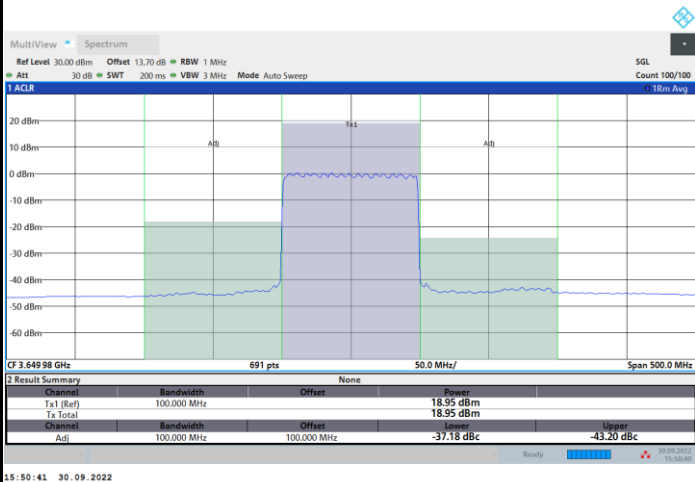 MultiView Spectrum
Ref Level 30.00 dBm Offset 13.70 dB RBW 1 MHz SGL
Att 30 dB SWT 200 ms VBW 3 MHz Mode Auto Sweep Count 100/100
1 ACLR 1Rm Avg
20 dBm
Tx1
10 dBm Adj Adj
0 dBm
-10 dBm
-20 dBm
-30 dBm
-40 dBm
-50 dBm
-60 dBm
CF 3.64998 GHz 691 pts 50.0 MHz/ Span 500.0 MHz
2 Result Summary None
Channel Bandwidth Offset Power
Tx1 (Ref) 100.000 MHz 18.95 dBm
Tx Total 18.95 dBm
Channel Bandwidth Offset Lower Upper
Adj 100.000 MHz 100.000 MHz -37.18 dBc -43.20 dBc
Ready 30.09.2022
15:50:40
15:50:41 30.09.2022